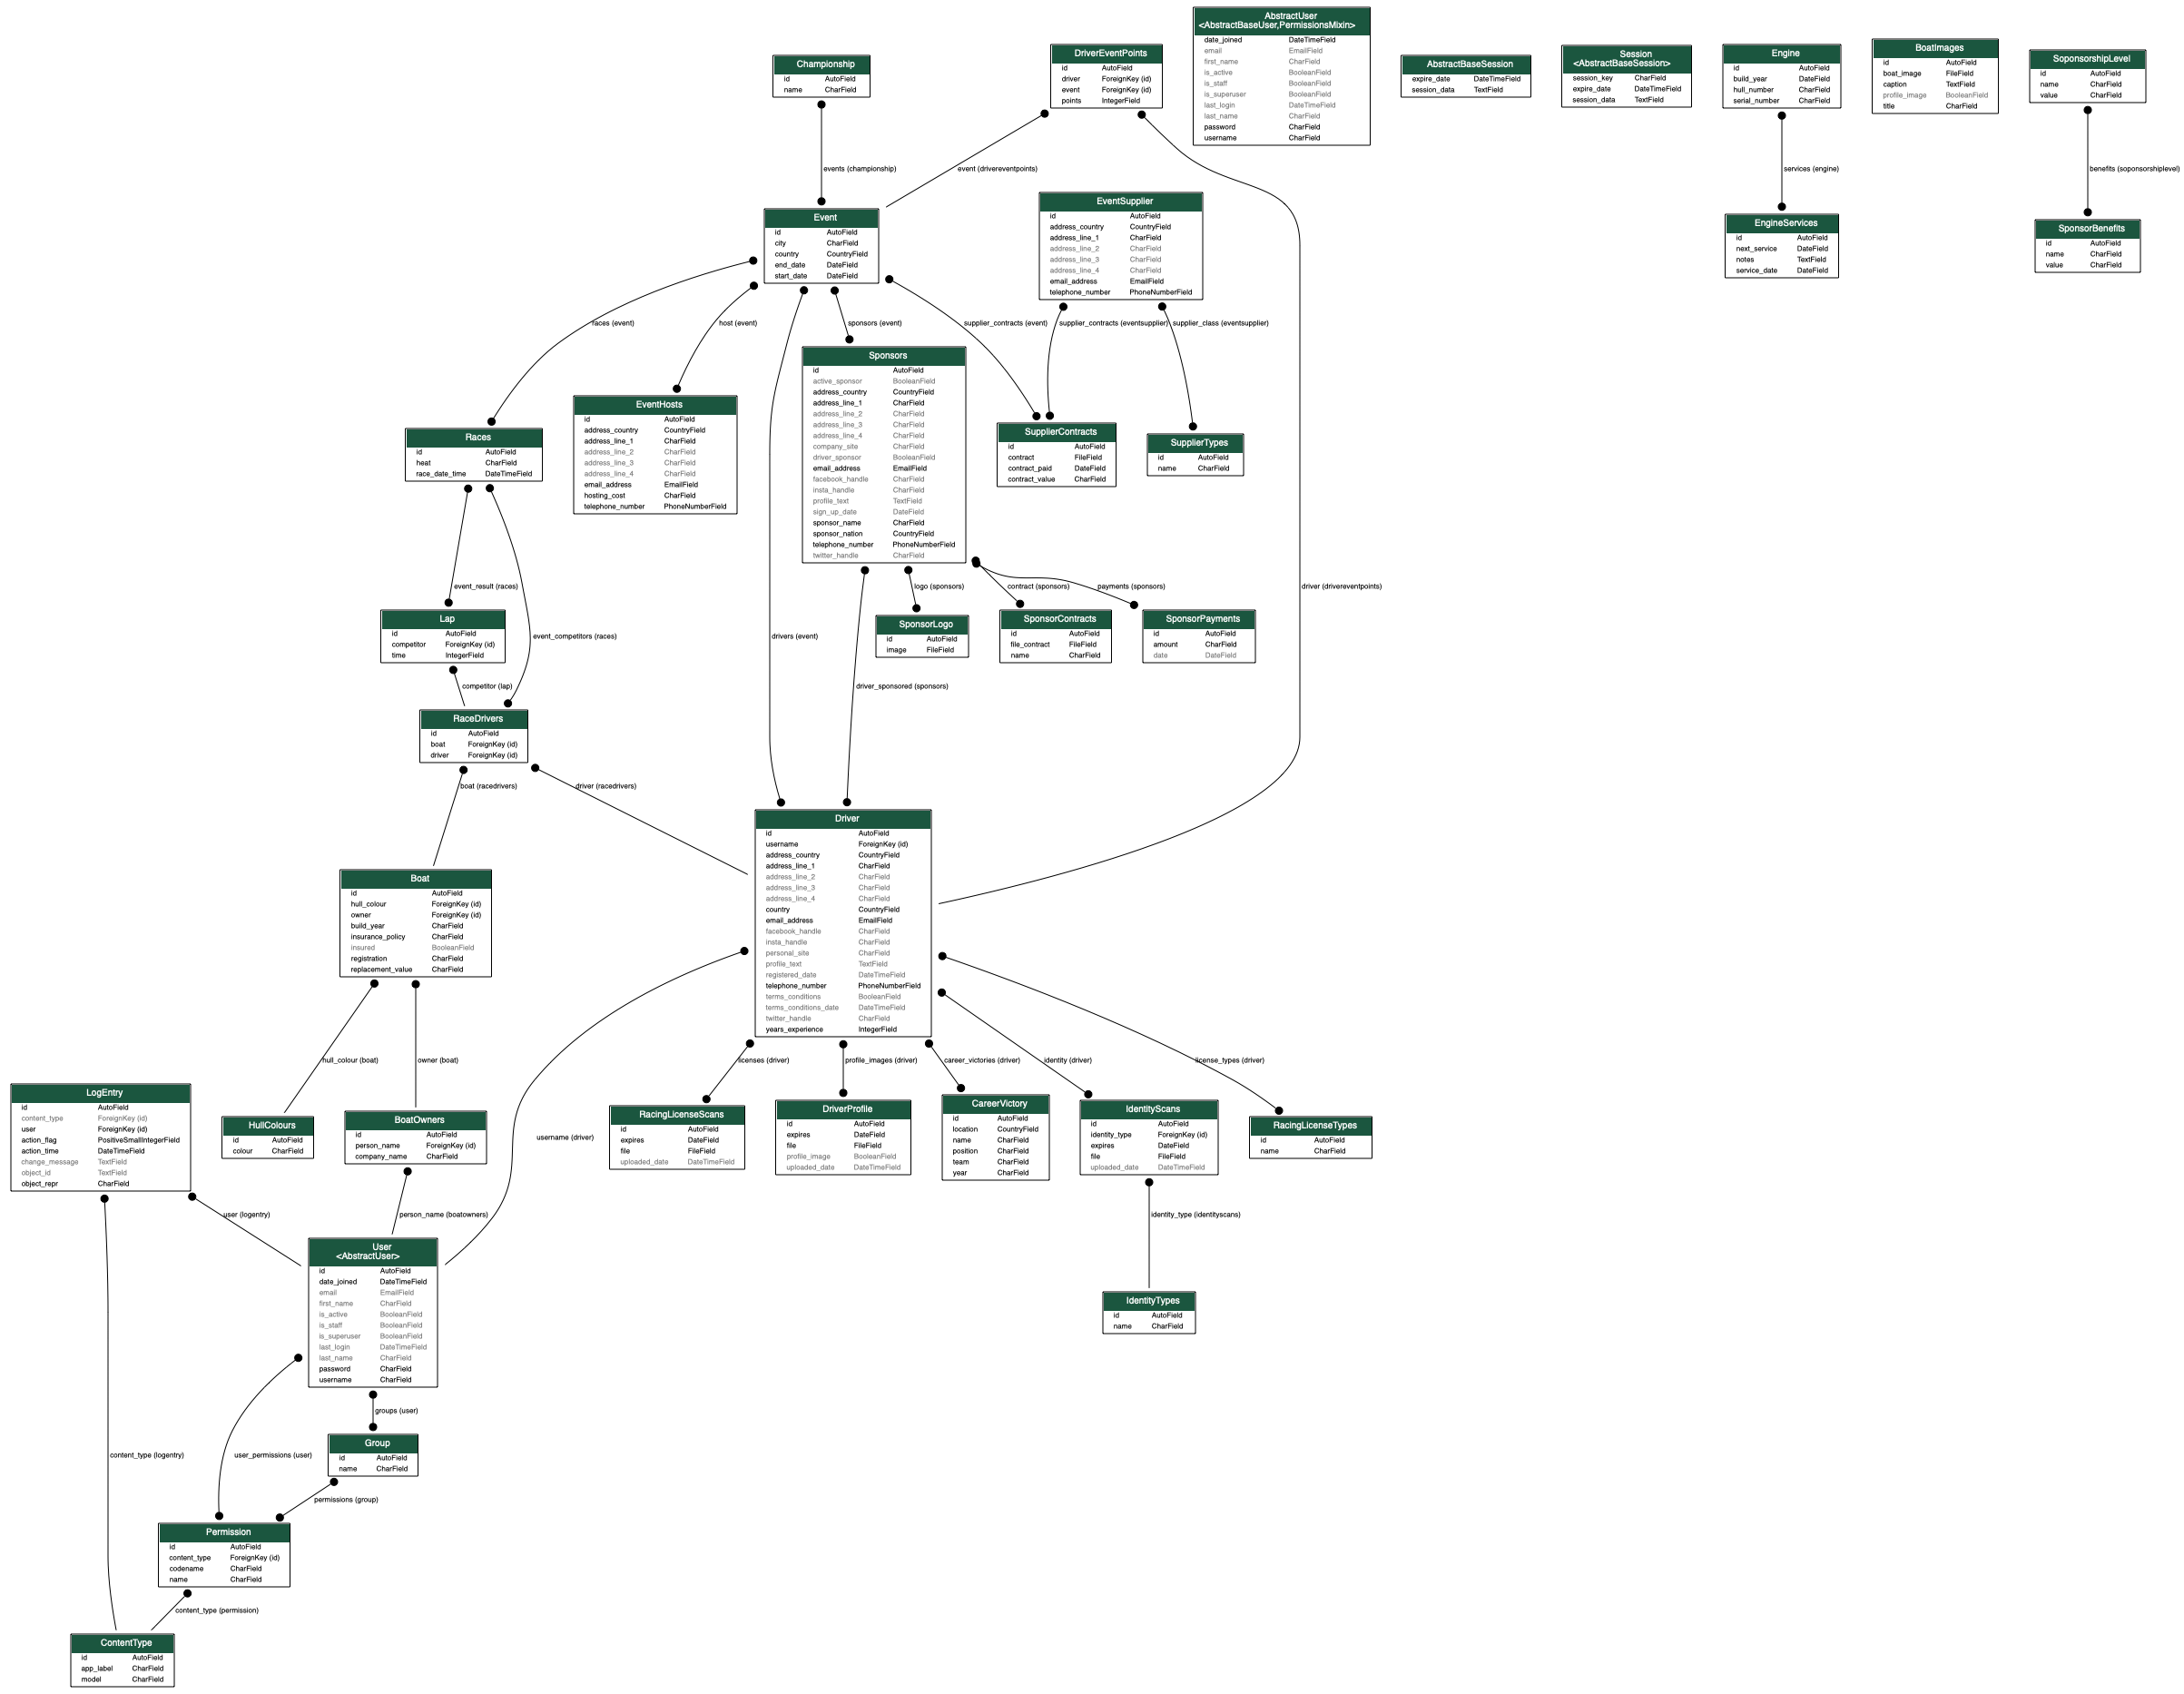 AbstractUser
<AbstractBaseUser,PermissionsMixin>
date_joined DateTimeField
email EmailField
first_name CharField
is_active BooleanField
is_staff BooleanField
is_superuser BooleanField
last_login DateTimeField
last_name CharField
password CharField
username CharField
Championship
id AutoField
name CharField
DriverEventPoints
id AutoField
driver ForeignKey (id)
event ForeignKey (id)
points IntegerField
AbstractBaseSession
expire_date DateTimeField
session_data TextField
Session
<AbstractBaseSession>
session_key CharField
expire_date DateTimeField
session_data TextField
Engine
id AutoField
build_year DateField
hull_number CharField
serial_number CharField
BoatImages
id AutoField
boat_image FileField
caption TextField
profile_image BooleanField
title CharField
SoponsorshipLevel
id AutoField
name CharField
value CharField
events (championship)
event (drivereventpoints)
services (engine)
benefits (soponsorshiplevel)
Event
id AutoField
city CharField
country CountryField
end_date DateField
start_date DateField
EventSupplier
id AutoField
address_country CountryField
address_line_1 CharField
address_line_2 CharField
address_line_3 CharField
address_line_4 CharField
email_address EmailField
telephone_number PhoneNumberField
EngineServices
id AutoField
next_service DateField
notes TextField
service_date DateField
SponsorBenefits
id AutoField
name CharField
value CharField
races (event)
host (event)
sponsors (event)
supplier_contracts (event)
supplier_contracts (eventsupplier)
supplier_class (eventsupplier)
Sponsors
id AutoField
active_sponsor BooleanField
address_country CountryField
address_line_1 CharField
address_line_2 CharField
address_line_3 CharField
address_line_4 CharField
company_site CharField
driver_sponsor BooleanField
email_address EmailField
facebook_handle CharField
insta_handle CharField
profile_text TextField
sign_up_date DateField
sponsor_name CharField
sponsor_nation CountryField
telephone_number PhoneNumberField
twitter_handle CharField
EventHosts
id AutoField
address_country CountryField
address_line_1 CharField
address_line_2 CharField
address_line_3 CharField
address_line_4 CharField
email_address EmailField
hosting_cost CharField
telephone_number PhoneNumberField
Races
id AutoField
heat CharField
race_date_time DateTimeField
SupplierContracts
id AutoField
contract FileField
contract_paid DateField
contract_value CharField
SupplierTypes
id AutoField
name CharField
event_result (races)
logo (sponsors)
contract (sponsors)
payments (sponsors)
driver (drivereventpoints)
Lap
id AutoField
competitor ForeignKey (id)
time IntegerField
event_competitors (races)
drivers (event)
SponsorLogo
id AutoField
image FileField
SponsorContracts
id AutoField
file_contract FileField
name CharField
SponsorPayments
id AutoField
amount CharField
date DateField
competitor (lap)
driver_sponsored (sponsors)
RaceDrivers
id AutoField
boat ForeignKey (id)
driver ForeignKey (id)
boat (racedrivers)
driver (racedrivers)
Driver
id AutoField
username ForeignKey (id)
address_country CountryField
address_line_1 CharField
address_line_2 CharField
address_line_3 CharField
address_line_4 CharField
country CountryField
email_address EmailField
facebook_handle CharField
insta_handle CharField
personal_site CharField
profile_text TextField
registered_date DateTimeField
telephone_number PhoneNumberField
terms_conditions BooleanField
terms_conditions_date DateTimeField
twitter_handle CharField
years_experience IntegerField
Boat
id AutoField
hull_colour ForeignKey (id)
owner ForeignKey (id)
build_year CharField
insurance_policy CharField
insured BooleanField
registration CharField
replacement_value CharField
hull_colour (boat)
owner (boat)
licenses (driver)
profile_images (driver)
career_victories (driver)
identity (driver)
license_types (driver)
LogEntry
id AutoField
content_type ForeignKey (id)
user ForeignKey (id)
action_flag PositiveSmallIntegerField
action_time DateTimeField
change_message TextField
object_id TextField
object_repr CharField
HullColours
id AutoField
colour CharField
BoatOwners
id AutoField
person_name ForeignKey (id)
company_name CharField
username (driver)
RacingLicenseScans
id AutoField
expires DateField
file FileField
uploaded_date DateTimeField
DriverProfile
id AutoField
expires DateField
file FileField
profile_image BooleanField
uploaded_date DateTimeField
CareerVictory
id AutoField
location CountryField
name CharField
position CharField
team CharField
year CharField
IdentityScans
id AutoField
identity_type ForeignKey (id)
expires DateField
file FileField
uploaded_date DateTimeField
RacingLicenseTypes
id AutoField
name CharField
user (logentry)
person_name (boatowners)
identity_type (identityscans)
User
<AbstractUser>
id AutoField
date_joined DateTimeField
email EmailField
first_name CharField
is_active BooleanField
is_staff BooleanField
is_superuser BooleanField
last_login DateTimeField
last_name CharField
password CharField
username CharField
IdentityTypes
id AutoField
name CharField
groups (user)
content_type (logentry)
user_permissions (user)
Group
id AutoField
name CharField
permissions (group)
Permission
id AutoField
content_type ForeignKey (id)
codename CharField
name CharField
content_type (permission)
ContentType
id AutoField
app_label CharField
model CharField